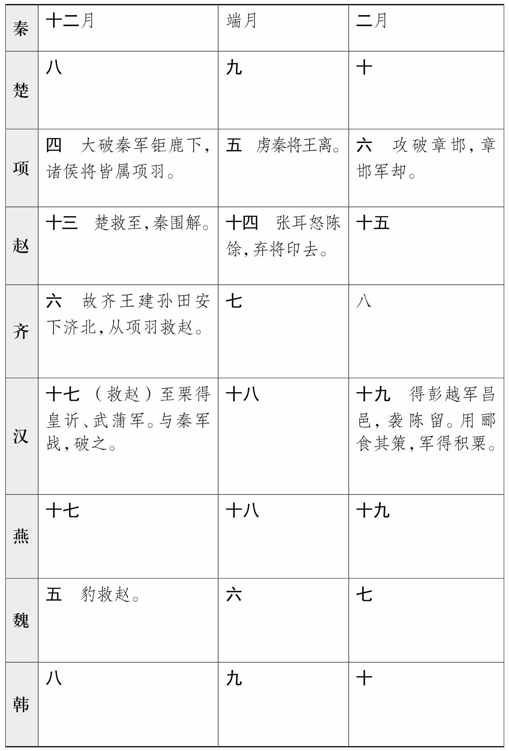 秦 十二月 端月 二月
楚 八 九 十
项 四　大破秦军钜鹿下， 五　虏秦将王离。 六　攻破章邯，章
诸侯将皆属项羽。 邯军却。
赵 十三　楚救至，秦围解。 十四　张耳怒陈 十五
馀，弃将印去。
齐 六　故齐王建孙田安 七 八
下济北，从项羽救赵。
汉 十七　（救赵）至栗得 十八 十九　得彭越军昌
皇䜣、武蒲军。与秦军 邑，袭陈留。用郦
战，破之。 食其策，军得积粟。
燕 十七 十八 十九
魏 五　豹救赵。 六 七
韩 八 九 十